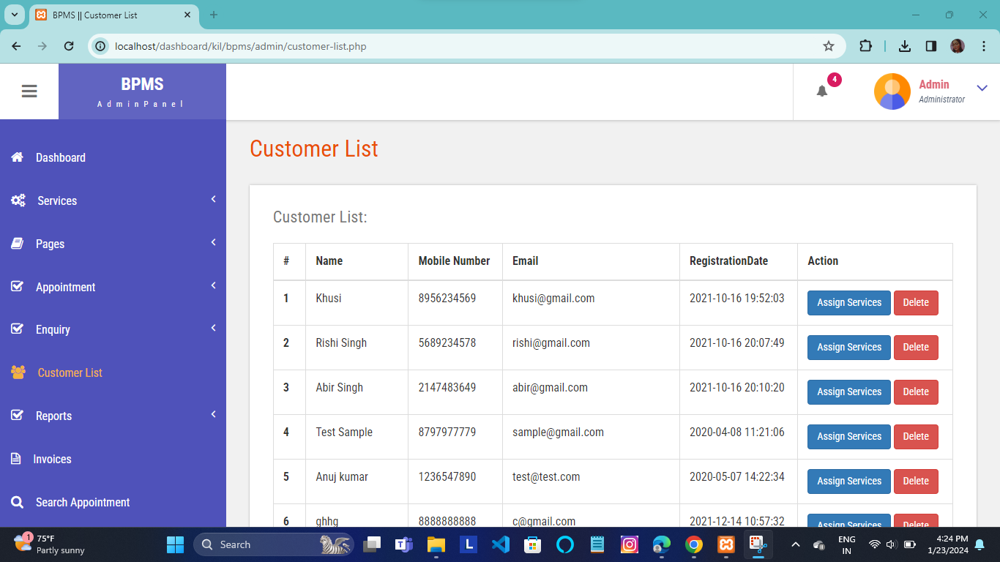 BPMS || Customer List
localhost/dashboard/kil/bpms/admin/customer-list.php
BPMS
AdminPanel
4
Admin
Administrator
Dashboard
Services
Pages
Appointment
Enquiry
Customer List
Reports
Invoices
Search Appointment
Customer List
Customer List:
# Name Mobile Number Email RegistrationDate Action
1 Khusi 8956234569 khusi@gmail.com 2021-10-16 19:52:03 Assign Services Delete
2 Rishi Singh 5689234578 rishi@gmail.com 2021-10-16 20:07:49 Assign Services Delete
3 Abir Singh 2147483649 abir@gmail.com 2021-10-16 20:10:20 Assign Services Delete
4 Test Sample 8797977779 sample@gmail.com 2020-04-08 11:21:06 Assign Services Delete
5 Anuj kumar 1236547890 test@test.com 2020-05-07 14:22:34 Assign Services Delete
6 ghhg 8888888888 c@gmail.com 2021-12-14 10:57:32 Assign Services Delete
1
75°F
Partly sunny
Search
L
ENG
IN
4:24 PM
1/23/2024